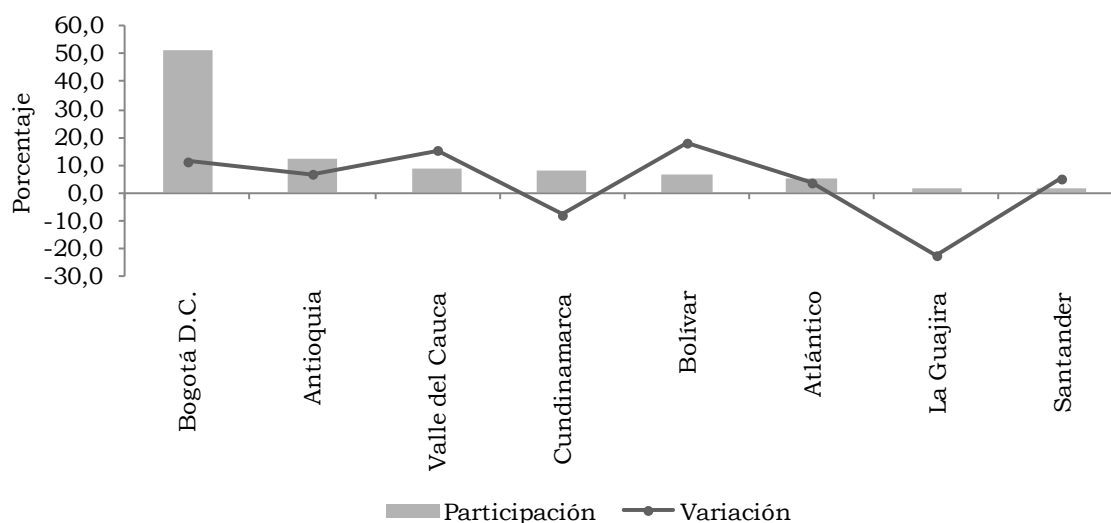 Porcentaje
60,0
50,0
40,0
30,0
20,0
10,0
0,0
-10,0
-20,0
-30,0
Bogotá D.C.
Antioquia
Valle del Cauca
Cundinamarca
Bolívar
Atlántico
La Guajira
Santander
Participación
Variación